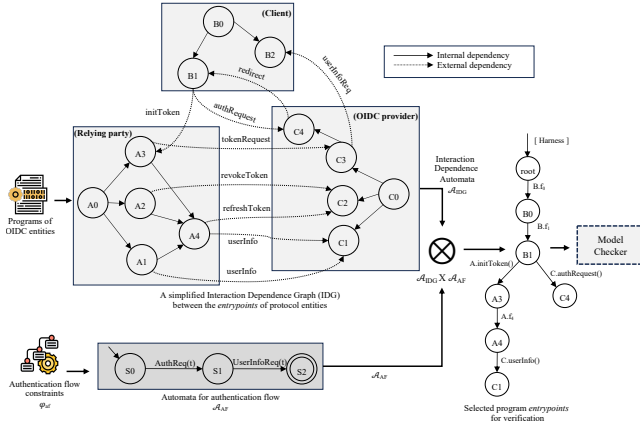 (Client)
B0
B2
B1
Internal dependency
External dependency
redirect
userInfoReq
initToken
authRequest
(Relying party)
(OIDC provider)
A3
tokenRequest
C4
C3
revokeToken
A0
A2
C2
C0
refreshToken
A4
userInfo
C1
A1
userInfo
Programs of
OIDC entities
A simplified Interaction Dependence Graph (IDG)
between the entrypoints of protocol entities
Interaction
Dependence
Automata
𝒜IDG
𝒜IDG X 𝒜AF
[ Harness ]
root
B0
B1
Model
Checker
A.initToken()
C.authRequest()
A3
C4
A4
C.userInfo()
C1
Selected program entrypoints
for verification
Authentication flow
constraints
S0
AuthReq(t)
S1
UserInfoReq(t)
S2
Automata for authentication flow
𝒜AF
𝒜AF